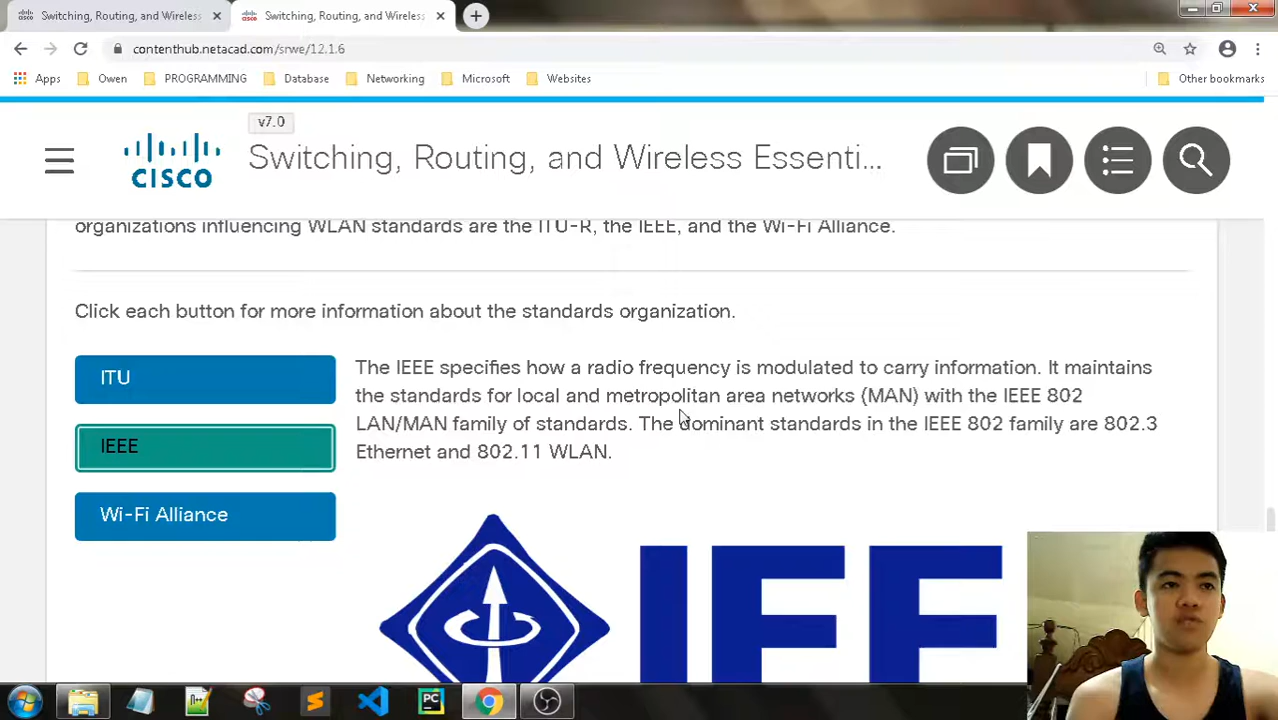 Switching, Routing, and Wireless
Switching, Routing, and Wireless
contenthub.netacad.com/srwe/12.1.6
Apps
Owen
PROGRAMMING
Database
Networking
Microsoft
Websites
Other bookmarks
v7.0
CISCO
Switching, Routing, and Wireless Essenti...
organizations influencing WLAN standards are the ITU-R, the IEEE, and the Wi-Fi Alliance.
Click each button for more information about the standards organization.
ITU
IEEE
Wi-Fi Alliance
The IEEE specifies how a radio frequency is modulated to carry information. It maintains
the standards for local and metropolitan area networks (MAN) with the IEEE 802
LAN/MAN family of standards. The dominant standards in the IEEE 802 family are 802.3
Ethernet and 802.11 WLAN.
IEE
PC